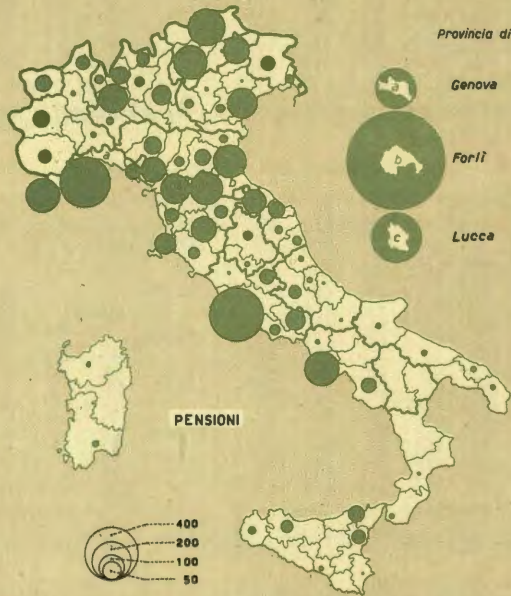 Provincia di
Genova
a
Forlì
b
Lucca
c
a
b
PENSIONI
400
200
100
50